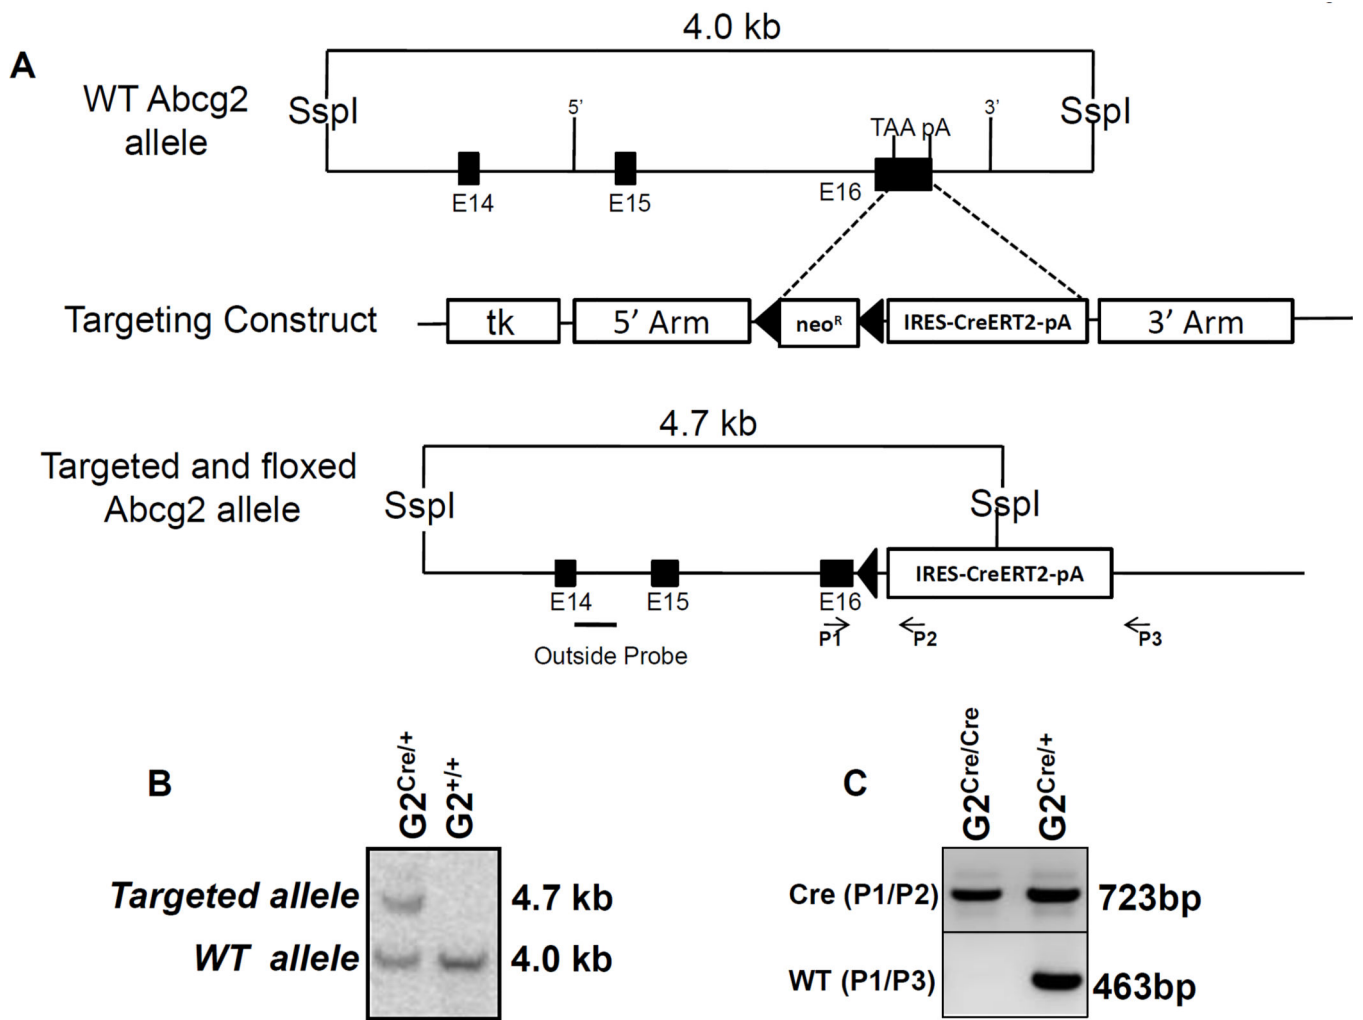 A
4.0 kb
WT Abcg2
allele
SspI
5'
TAA pA
3'
SspI
E14
E15
E16
Targeting Construct
tk
5' Arm
neoR
IRES-CreERT2-pA
3' Arm
4.7 kb
Targeted and floxed
Abcg2 allele
SspI
SspI
IRES-CreERT2-pA
E14
E15
E16
P1
P2
P3
Outside Probe
B
G2Cre/+
G2+/+
Targeted allele
4.7 kb
WT allele
4.0 kb
C
G2Cre/Cre
G2Cre/+
Cre (P1/P2)
723bp
WT (P1/P3)
463bp